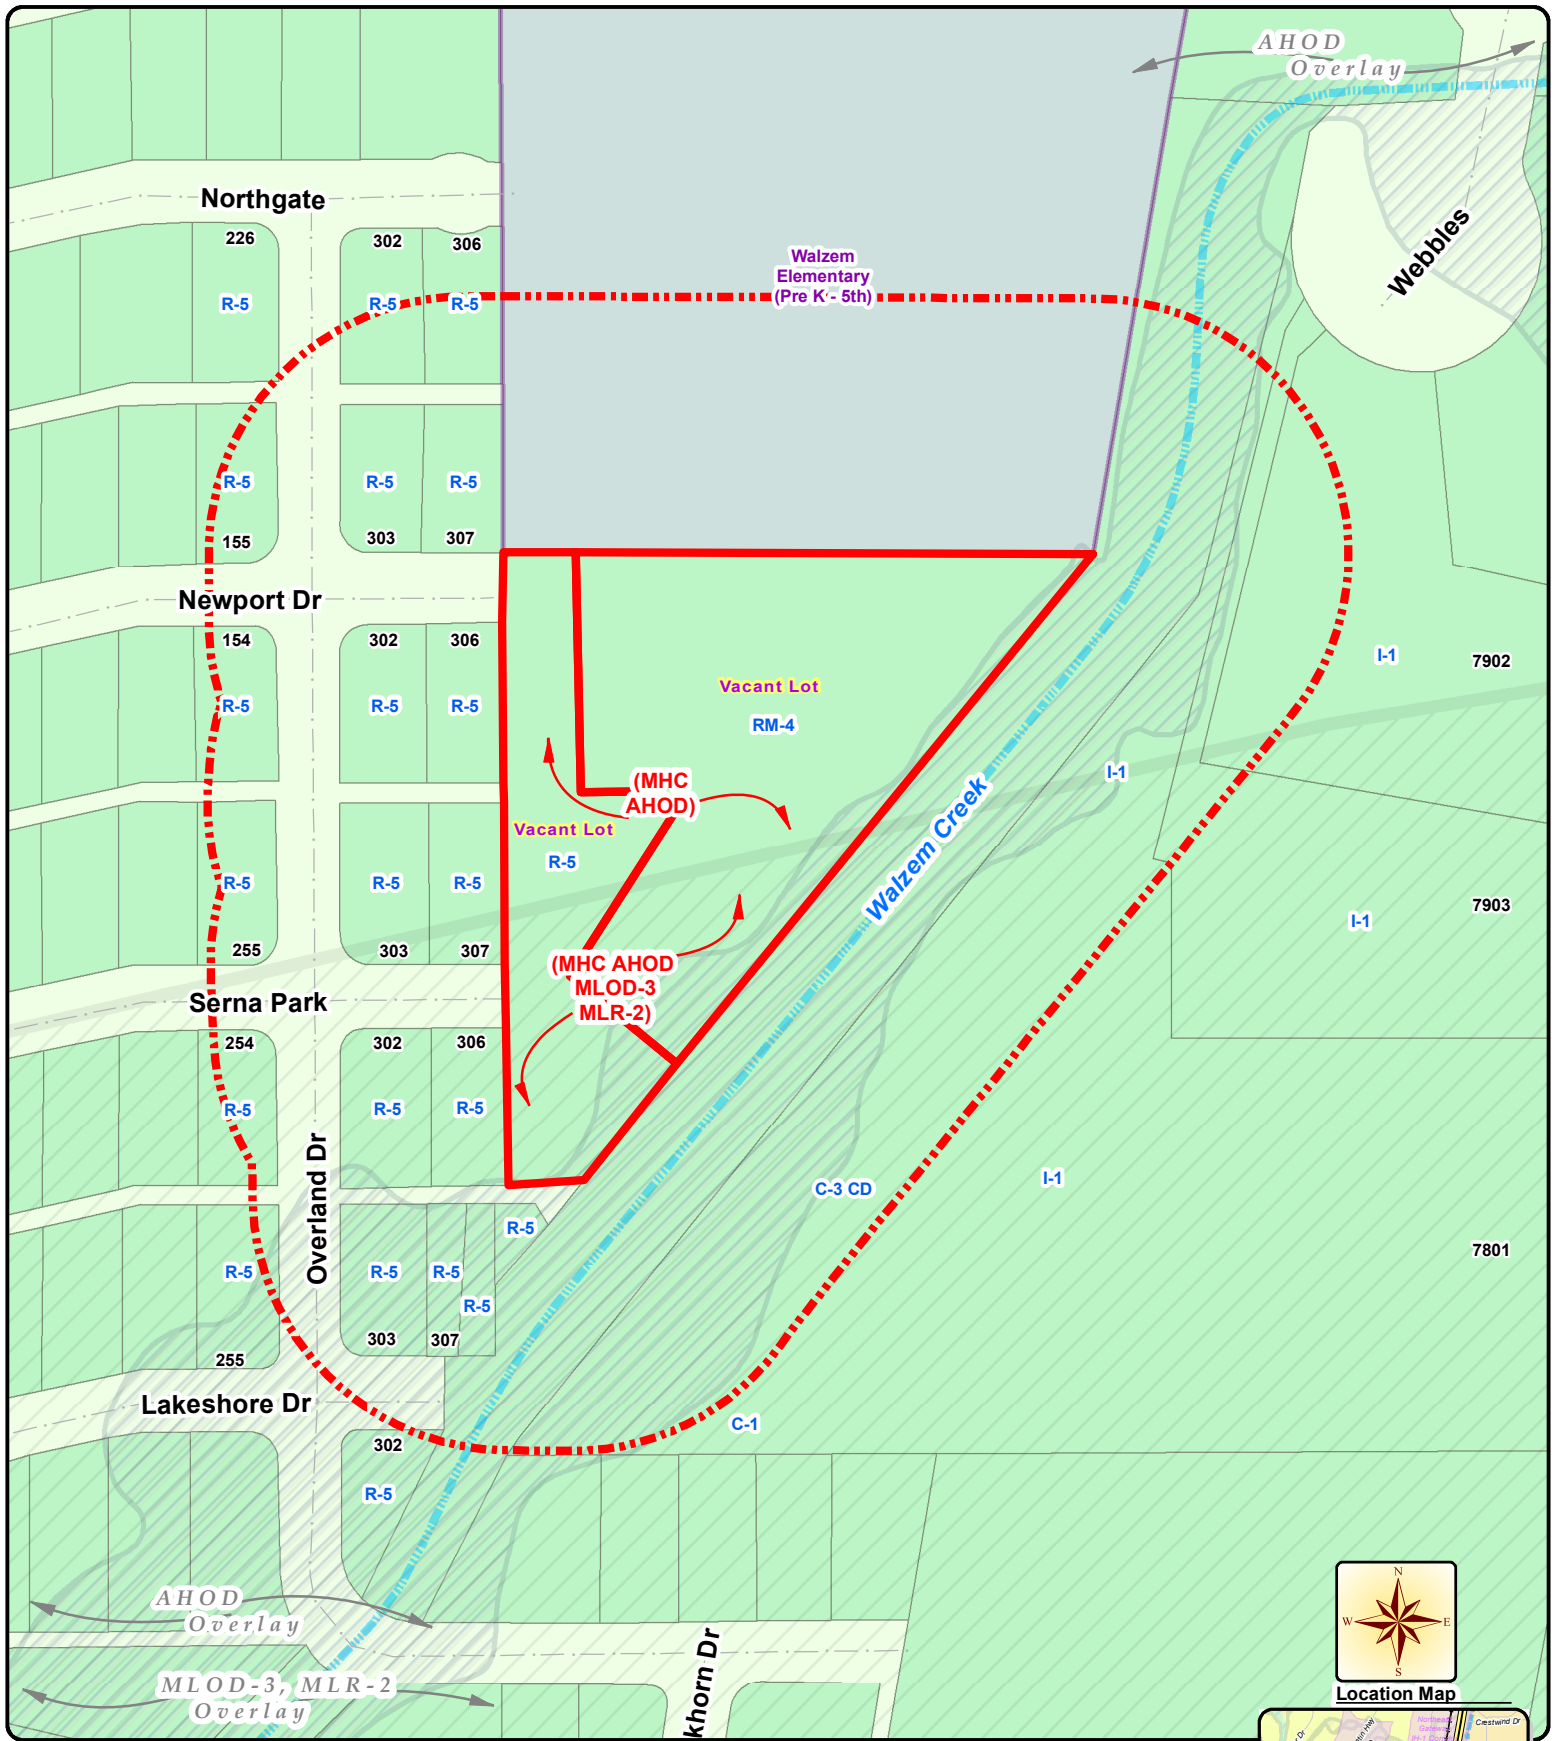 AHOD
Overlay
Northgate
226
302
306
R-5
R-5
R-5
Walzem
Elementary
(Pre K - 5th)
Webbles
R-5
R-5
R-5
155
303
307
Newport Dr
154
302
306
R-5
R-5
R-5
Vacant Lot
RM-4
I-1
7902
(MHC
AHOD)
I-1
Vacant Lot
R-5
Walzem Creek
R-5
R-5
R-5
I-1
7903
255
303
307
(MHC AHOD
MLOD-3
MLR-2)
Serna Park
254
302
306
R-5
R-5
R-5
Overland Dr
C-3 CD
I-1
R-5
7801
R-5
R-5
R-5
R-5
303
307
255
Lakeshore Dr
C-1
302
R-5
AHOD
Overlay
MLOD-3, MLR-2
Overlay
khorn Dr
N
W
E
S
Location Map
Crestwind Dr